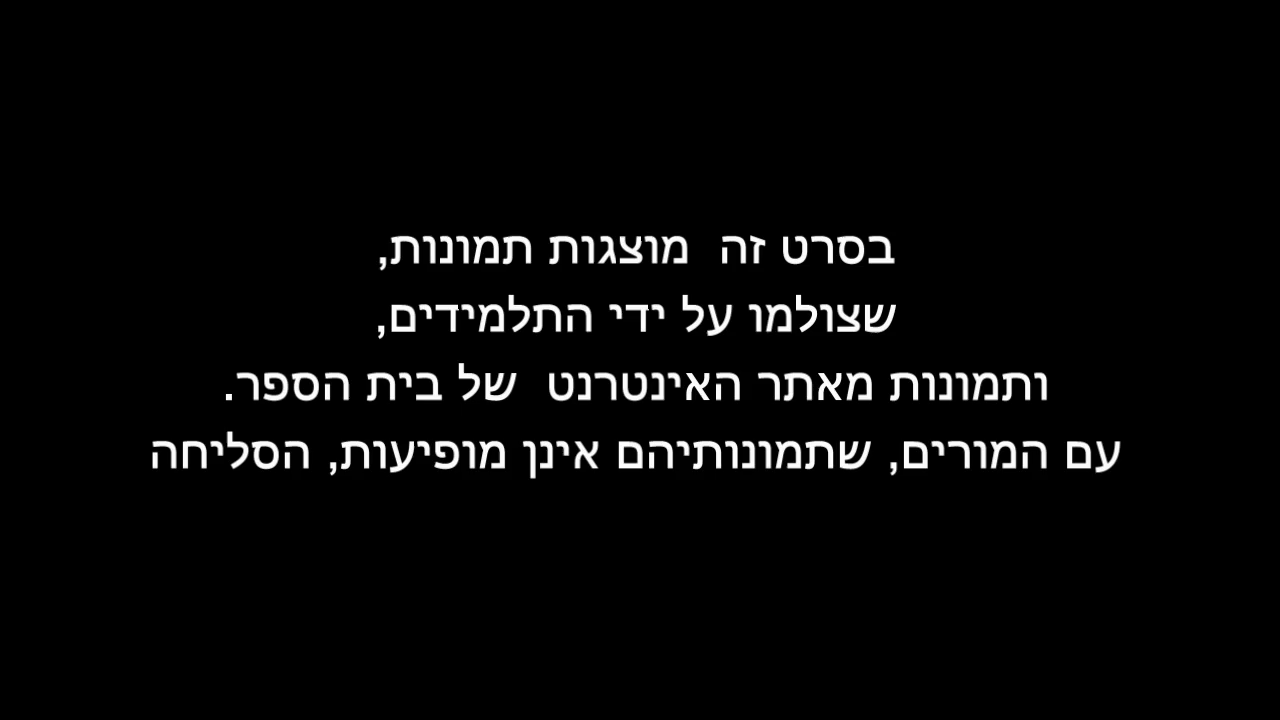 בסרט זה  מוצגות תמונות,
שצולמו על ידי התלמידים,
ותמונות מאתר האינטרנט  של בית הספר.
עם המורים, שתמונותיהם אינן מופיעות, הסליחה